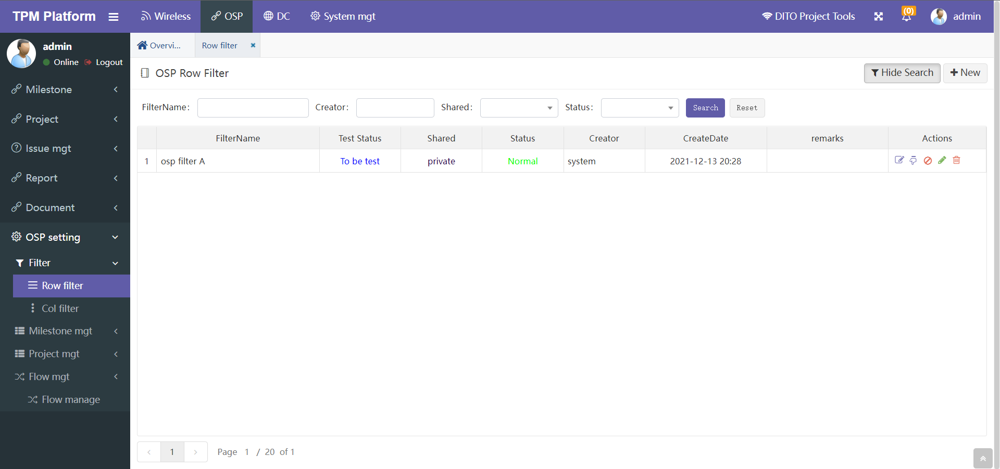 TPM Platform
Wireless
OSP
DC
System mgt
DITO Project Tools
(0)
admin
admin
Online
Logout
Milestone
Project
Issue mgt
Report
Document
OSP setting
Filter
Row filter
Col filter
Milestone mgt
Project mgt
Flow mgt
Flow manage
Overvi...
Row filter
OSP Row Filter
Hide Search
New
FilterName:
Creator:
Shared:
Status:
Search
Reset
FilterName Test Status Shared Status Creator CreateDate remarks Actions
1 osp filter A To be test private Normal system 2021-12-13 20:28
1
Page 1 / 20 of 1